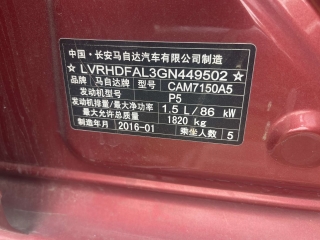 中国·长安马自达汽车有限公司制造
☆ LVRHDFAL3GN449502 ☆
品牌 马自达牌 型号 CAM7150A5
发动机型号 P5
发动机排量/最大净功率 1.5 L/86 kW
最大允许总质量 1820 kg
制造年月 2016-01 乘坐人数 5